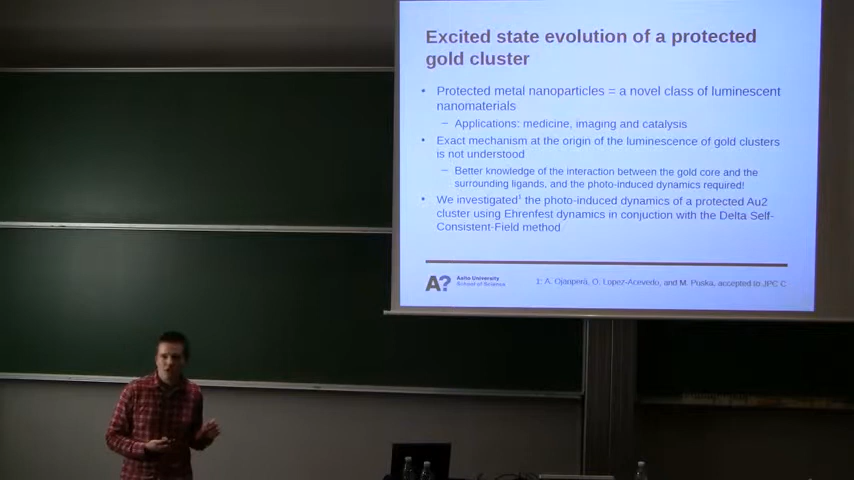 Excited state evolution of a protected
gold cluster
• Protected metal nanoparticles = a novel class of luminescent
nanomaterials
– Applications: medicine, imaging and catalysis
• Exact mechanism at the origin of the luminescence of gold clusters
is not understood
– Better knowledge of the interaction between the gold core and the
surrounding ligands, and the photo-induced dynamics required!
• We investigated¹ the photo-induced dynamics of a protected Au2
cluster using Ehrenfest dynamics in conjuction with the Delta Self-
Consistent-Field method
A? Aalto University
School of Science
1: A. Ojanperä, O. Lopez-Acevedo, and M. Puska, accepted to JPC C